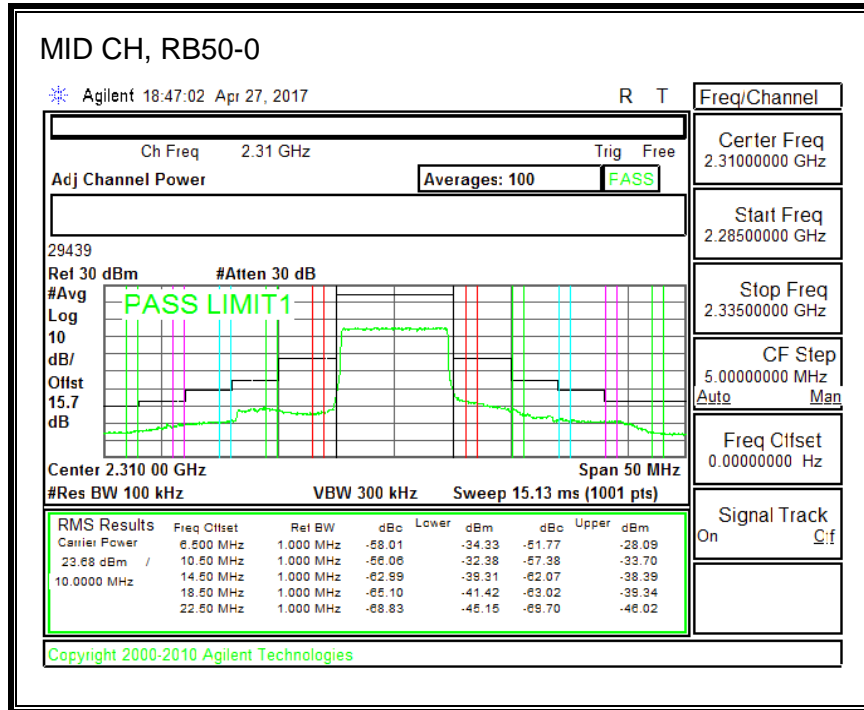 MID CH, RB50-0
Agilent 18:47:02 Apr 27, 2017 R T
Freq/Channel
Ch Freq 2.31 GHz Trig Free
Adj Channel Power Averages: 100 PASS
Center Freq
2.31000000 GHz
Start Freq
2.28500000 GHz
Stop Freq
2.33500000 GHz
CF Step
5.00000000 MHz
Auto Man
Freq Offset
0.00000000 Hz
Signal Track
On Off
29439
Ref 30 dBm #Atten 30 dB
#Avg
Log
10
dB/
Offst
15.7
dB
PASS LIMIT1
Center 2.310 00 GHz Span 50 MHz
#Res BW 100 kHz VBW 300 kHz Sweep 15.13 ms (1001 pts)
RMS Results Freq Offset Ref BW dBc Lower dBm dBc Upper dBm
Carrier Power 6.500 MHz 1.000 MHz -58.01 -34.33 -51.77 -28.09
23.68 dBm / 10.50 MHz 1.000 MHz -56.06 -32.38 -57.38 -33.70
10.0000 MHz 14.50 MHz 1.000 MHz -62.99 -39.31 -62.07 -38.39
18.50 MHz 1.000 MHz -65.10 -41.42 -63.02 -39.34
22.50 MHz 1.000 MHz -68.83 -45.15 -69.70 -46.02
Copyright 2000-2010 Agilent Technologies